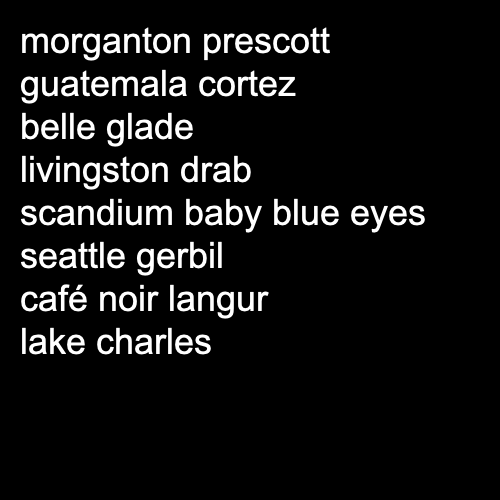 morganton prescott
guatemala cortez
belle glade
livingston drab
scandium baby blue eyes
seattle gerbil
café noir langur
lake charles